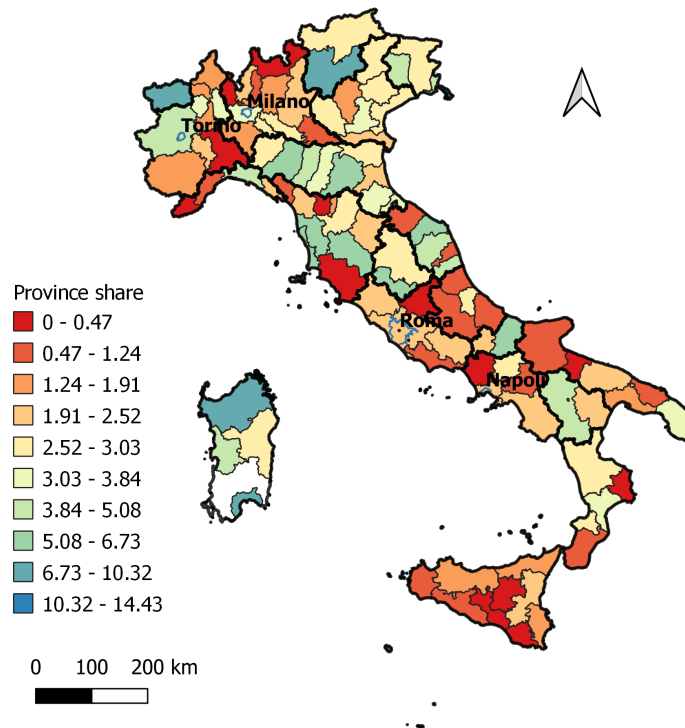 Milano
Torino
Roma
Napoli
Province share
0 - 0.47
0.47 - 1.24
1.24 - 1.91
1.91 - 2.52
2.52 - 3.03
3.03 - 3.84
3.84 - 5.08
5.08 - 6.73
6.73 - 10.32
10.32 - 14.43
0 100 200 km